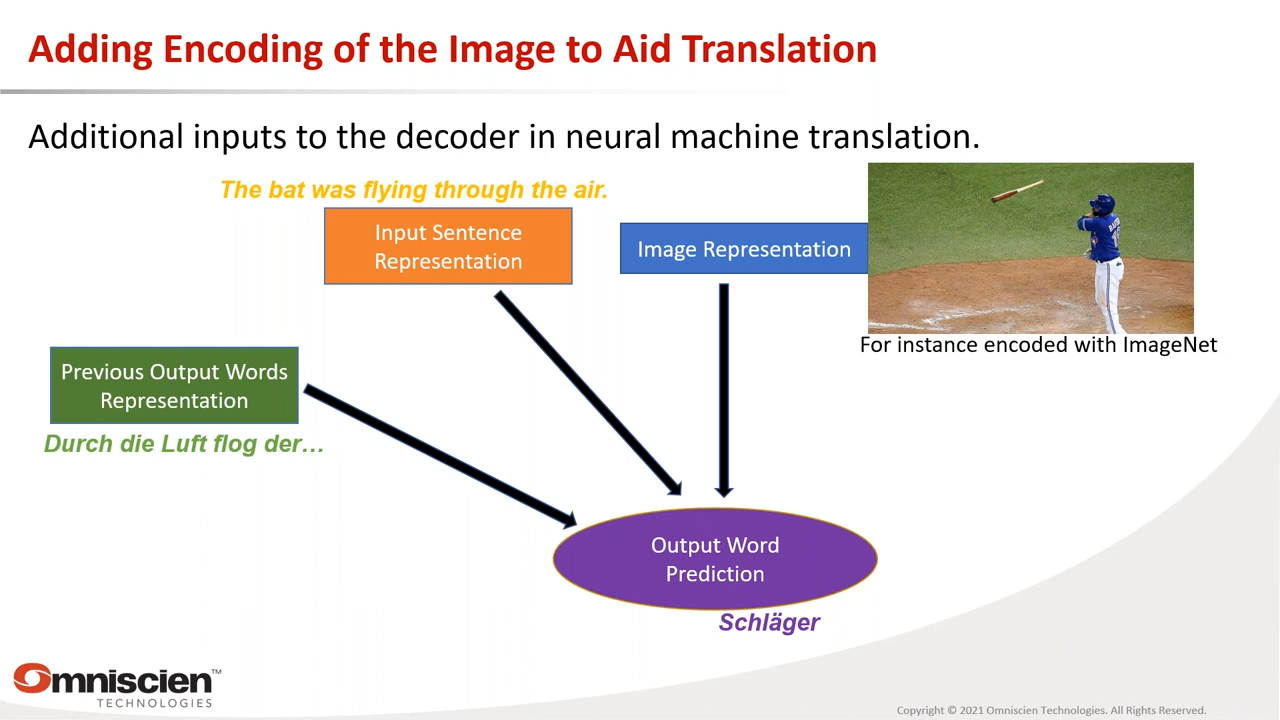 Adding Encoding of the Image to Aid Translation
Additional inputs to the decoder in neural machine translation.
The bat was flying through the air.
Input Sentence
Representation
Image Representation
For instance encoded with ImageNet
Previous Output Words
Representation
Durch die Luft flog der…
Output Word
Prediction
Schläger
Omniscien™
TECHNOLOGIES
Copyright © 2021 Omniscien Technologies. All Rights Reserved.